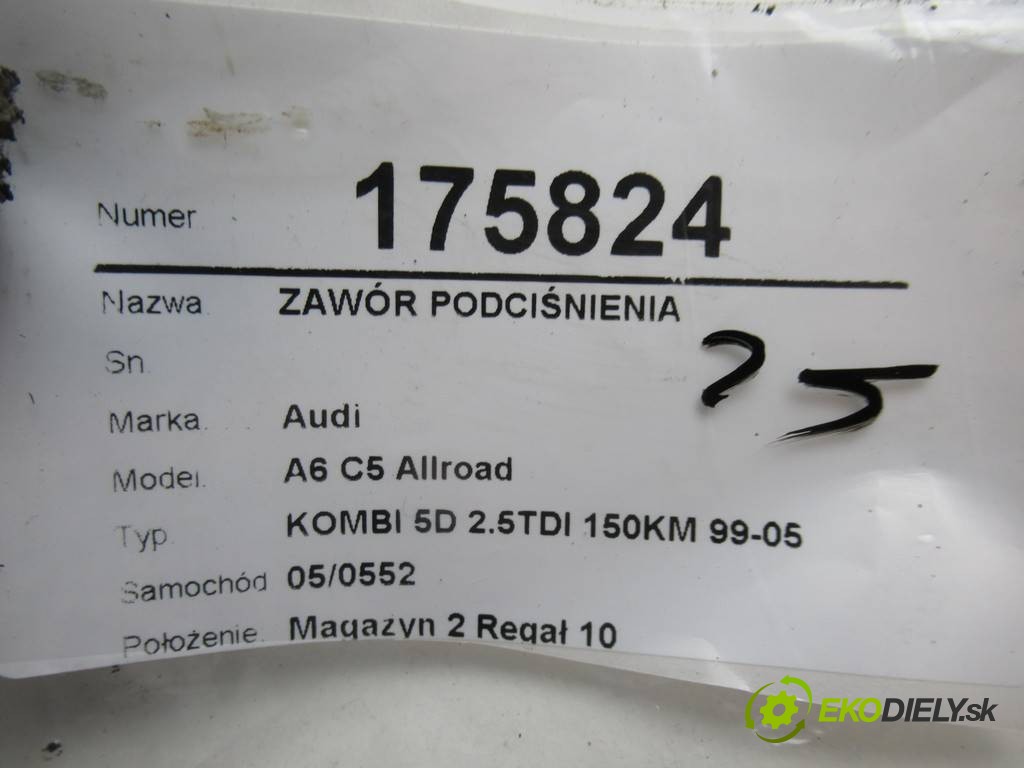 Numer 175824
Nazwa. ZAWÓR PODCIŚNIENIA
Sn.
25
Marka. Audi
Model. A6 C5 Allroad
Typ. KOMBI 5D 2.5TDI 150KM 99-05
Samochód 05/0552
Położenie. Magazyn 2 Regał 10
EKODIELY.sk